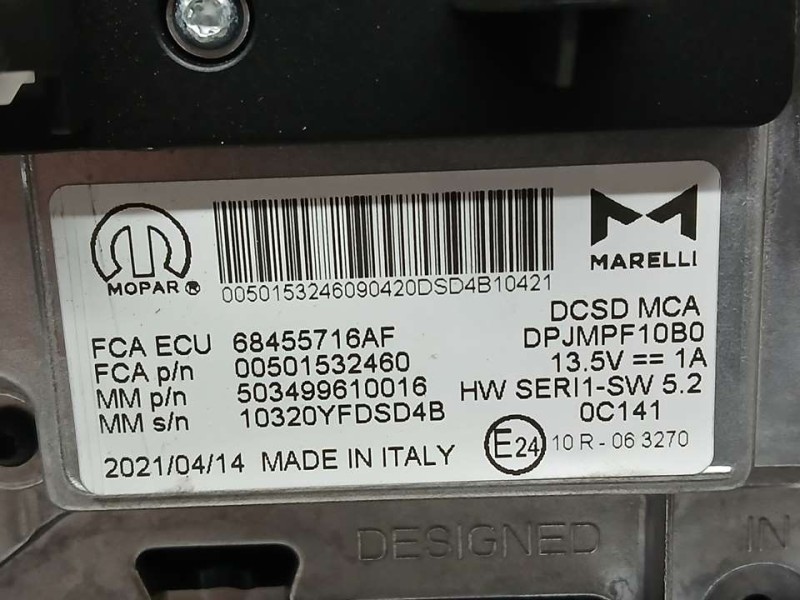 MOPAR ®
0050153246090420DSD4B10421
MARELLI
FCA ECU 68455716AF
FCA p/n 00501532460
MM p/n 503499610016
MM s/n 10320YFDSD4B
DCSD MCA
DPJMPF10B0
13.5V ⎓ 1A
HW SERI1-SW 5.2
0C141
2021/04/14 MADE IN ITALY
E24 10 R - 06 3270
DESIGNED IN